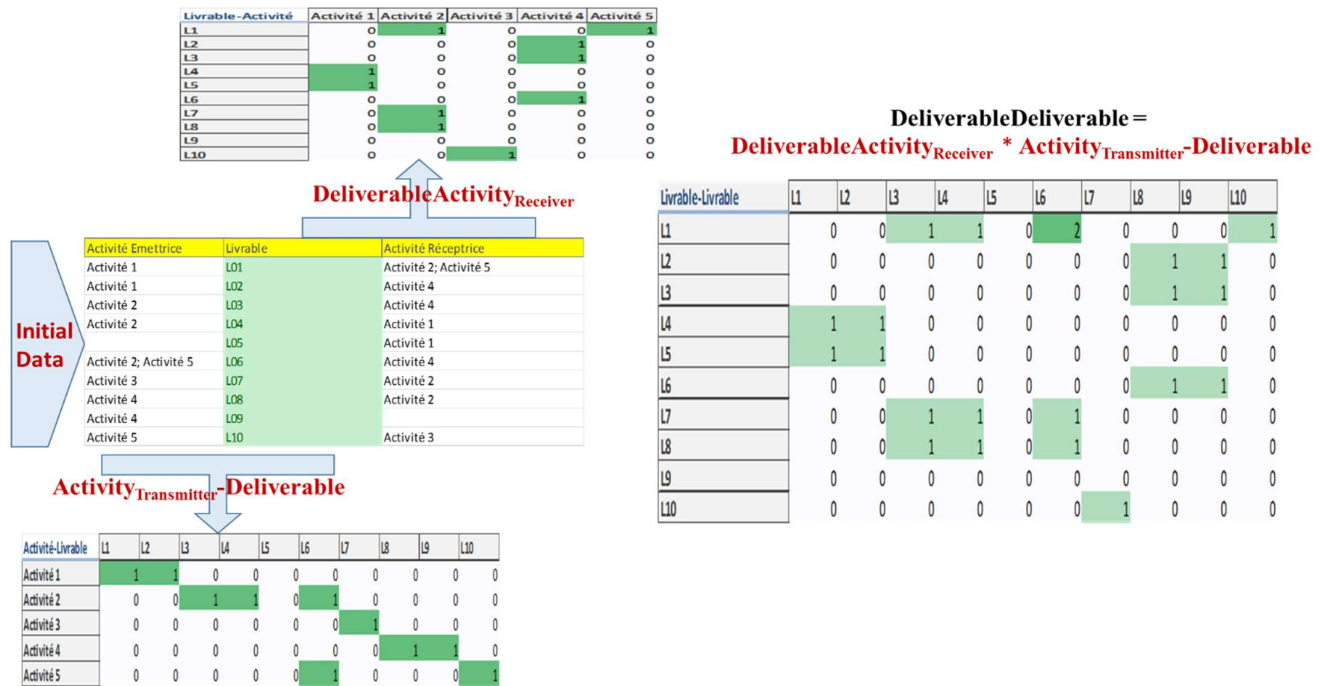 Livrable-Activité Activité 1 Activité 2 Activité 3 Activité 4 Activité 5
L1 0 1 0 0 1
L2 0 0 0 1 0
L3 0 0 0 1 0
L4 1 0 0 0 0
L5 1 0 0 0 0
L6 0 0 0 1 0
L7 0 1 0 0 0
L8 0 1 0 0 0
L9 0 0 0 0 0
L10 0 0 1 0 0
DeliverableActivityReceiver
Initial
Data
Activité Emettrice Livrable Activité Réceptrice
Activité 1 L01 Activité 2; Activité 5
Activité 1 L02 Activité 4
Activité 2 L03 Activité 4
Activité 2 L04 Activité 1
L05 Activité 1
Activité 2; Activité 5 L06 Activité 4
Activité 3 L07 Activité 2
Activité 4 L08 Activité 2
Activité 4 L09
Activité 5 L10 Activité 3
ActivityTransmitter-Deliverable
Activité-Livrable L1 L2 L3 L4 L5 L6 L7 L8 L9 L10
Activité 1 1 1 0 0 0 0 0 0 0 0
Activité 2 0 0 1 1 0 1 0 0 0 0
Activité 3 0 0 0 0 0 0 1 0 0 0
Activité 4 0 0 0 0 0 0 0 1 1 0
Activité 5 0 0 0 0 0 1 0 0 0 1
DeliverableDeliverable =
DeliverableActivityReceiver * ActivityTransmitter-Deliverable
Livrable-Livrable L1 L2 L3 L4 L5 L6 L7 L8 L9 L10
L1 0 0 1 1 0 2 0 0 0 1
L2 0 0 0 0 0 0 0 1 1 0
L3 0 0 0 0 0 0 0 1 1 0
L4 1 1 0 0 0 0 0 0 0 0
L5 1 1 0 0 0 0 0 0 0 0
L6 0 0 0 0 0 0 0 1 1 0
L7 0 0 1 1 0 1 0 0 0 0
L8 0 0 1 1 0 1 0 0 0 0
L9 0 0 0 0 0 0 0 0 0 0
L10 0 0 0 0 0 0 1 0 0 0